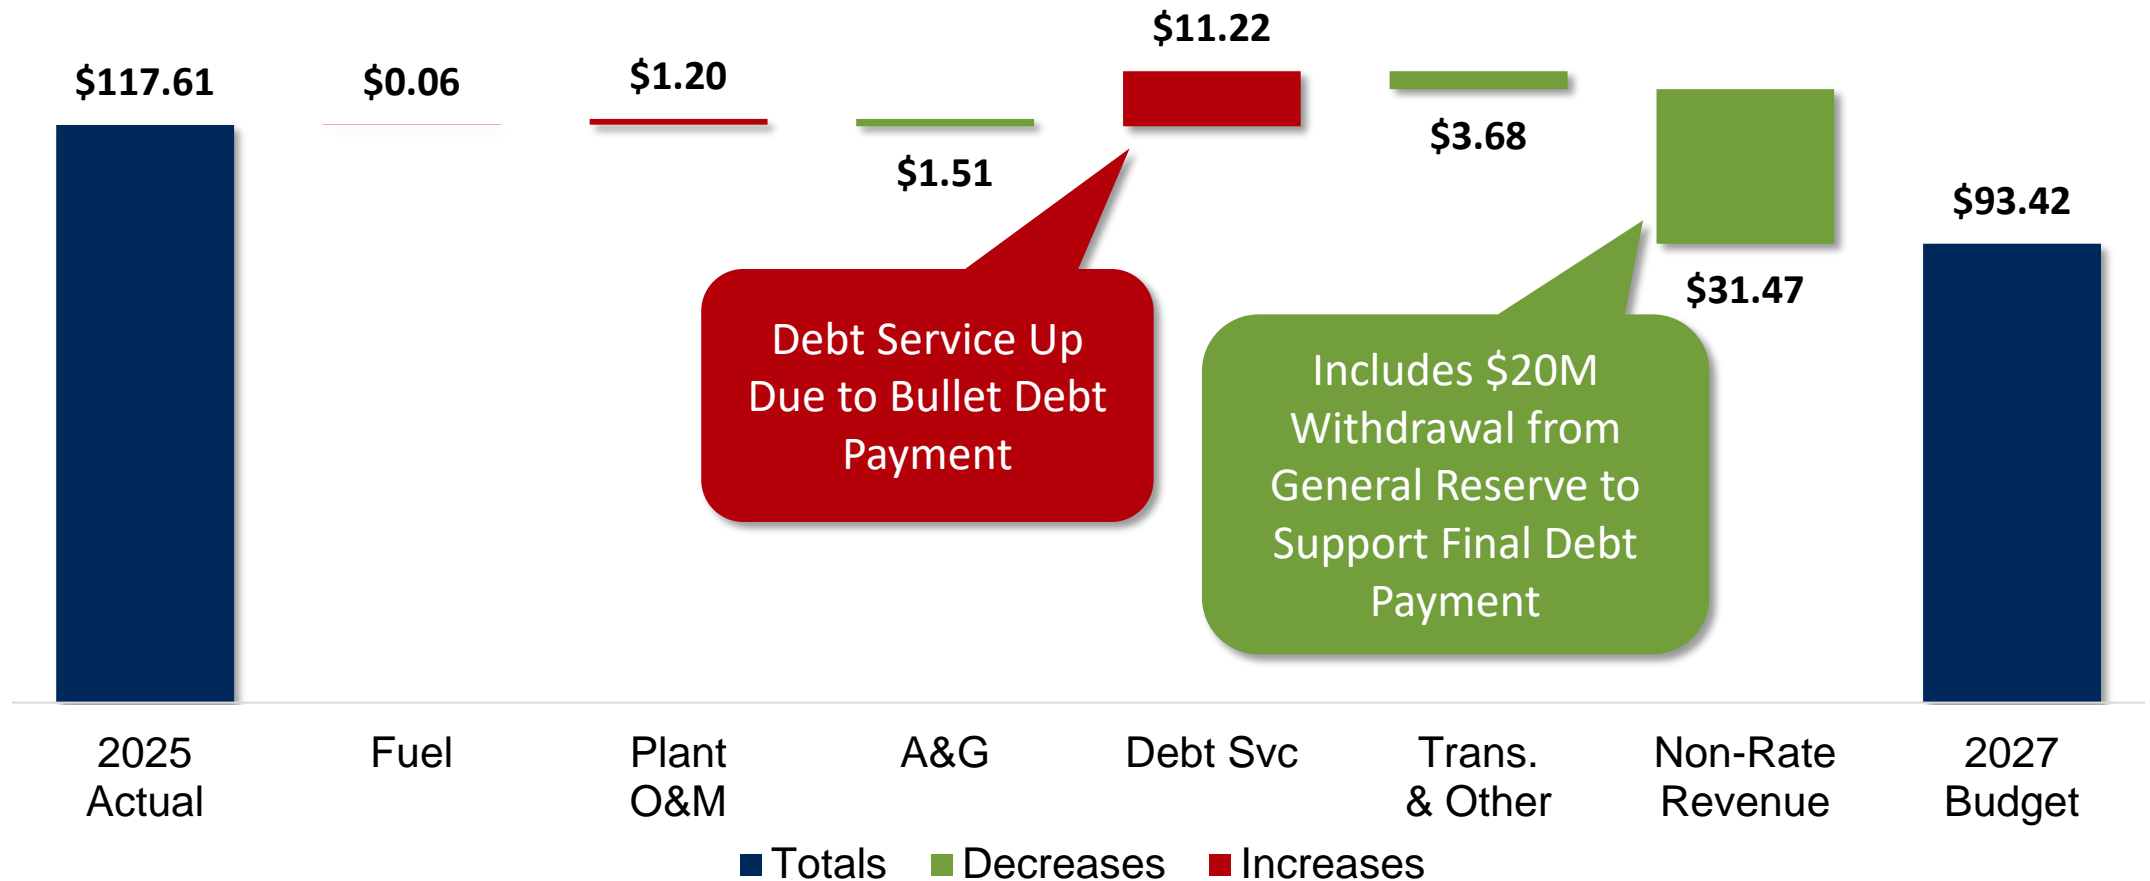 $117.61
$0.06
$1.20
$1.51
$11.22
$3.68
$31.47
$93.42
Debt Service Up
Due to Bullet Debt
Payment
Includes $20M
Withdrawal from
General Reserve to
Support Final Debt
Payment
2025
Actual
Fuel
Plant
O&M
A&G
Debt Svc
Trans.
& Other
Non-Rate
Revenue
2027
Budget
Totals
Decreases
Increases